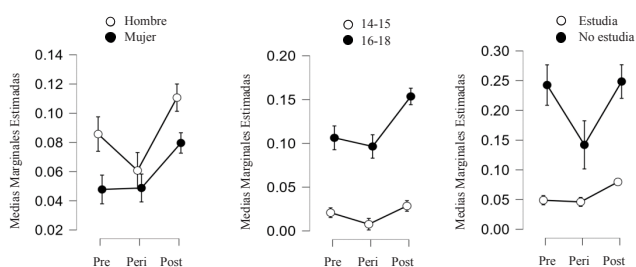 Hombre
Mujer
Medias Marginales Estimadas
0.14
0.12
0.10
0.08
0.06
0.04
0.02
Pre Peri Post
14-15
16-18
Medias Marginales Estimadas
0.20
0.15
0.10
0.05
0.00
Pre Peri Post
Estudia
No estudia
Medias Marginales Estimadas
0.30
0.25
0.20
0.15
0.10
0.05
0.00
Pre Peri Post